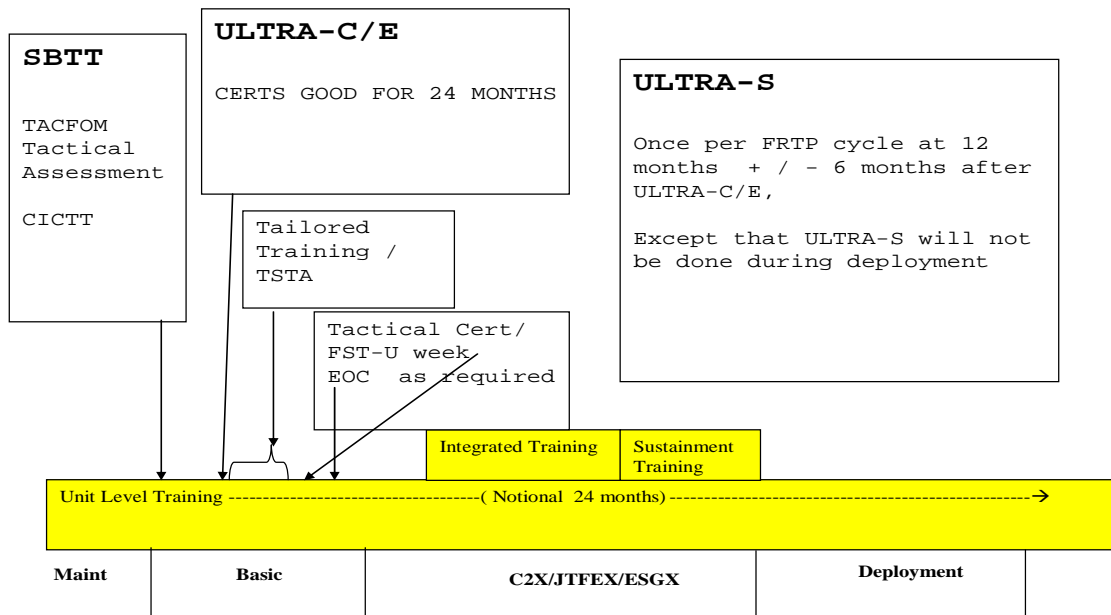 SBTT
TACFOM
Tactical
Assessment
CICTT
ULTRA-C/E
CERTS GOOD FOR 24 MONTHS
ULTRA-S
Once per FRTP cycle at 12
months + / - 6 months after
ULTRA-C/E,
Except that ULTRA-S will not
be done during deployment
Tailored
Training /
TSTA
Tactical Cert/
FST-U week
EOC as required
Integrated Training
Sustainment
Training
Unit Level Training ------------------------------------( Notional 24 months)----------------------------------------------------→
Maint
Basic
C2X/JTFEX/ESGX
Deployment